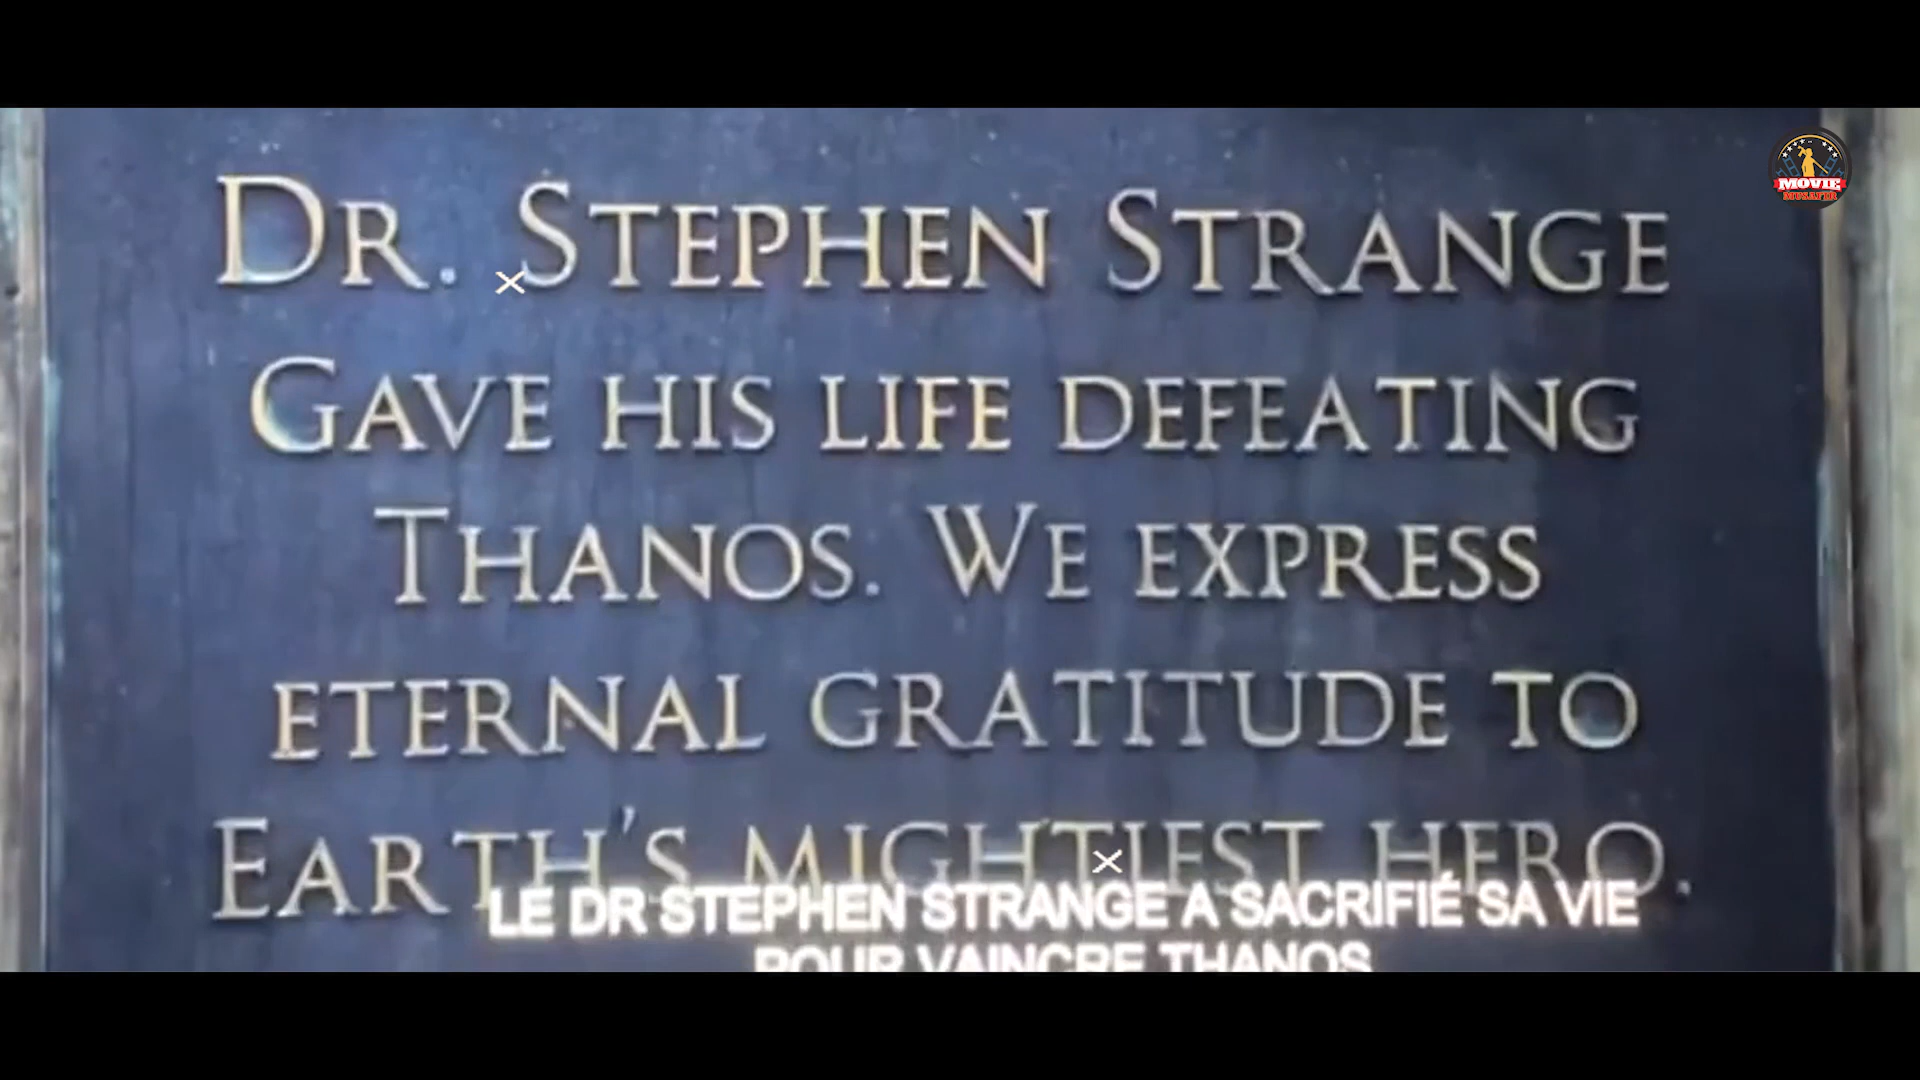 MOVIE
MUSAFIR
DR. STEPHEN STRANGE
GAVE HIS LIFE DEFEATING
THANOS. WE EXPRESS
ETERNAL GRATITUDE TO
EARTH'S MIGHTIEST HERO.
LE DR STEPHEN STRANGE A SACRIFIÉ SA VIE
POUR VAINCRE THANOS